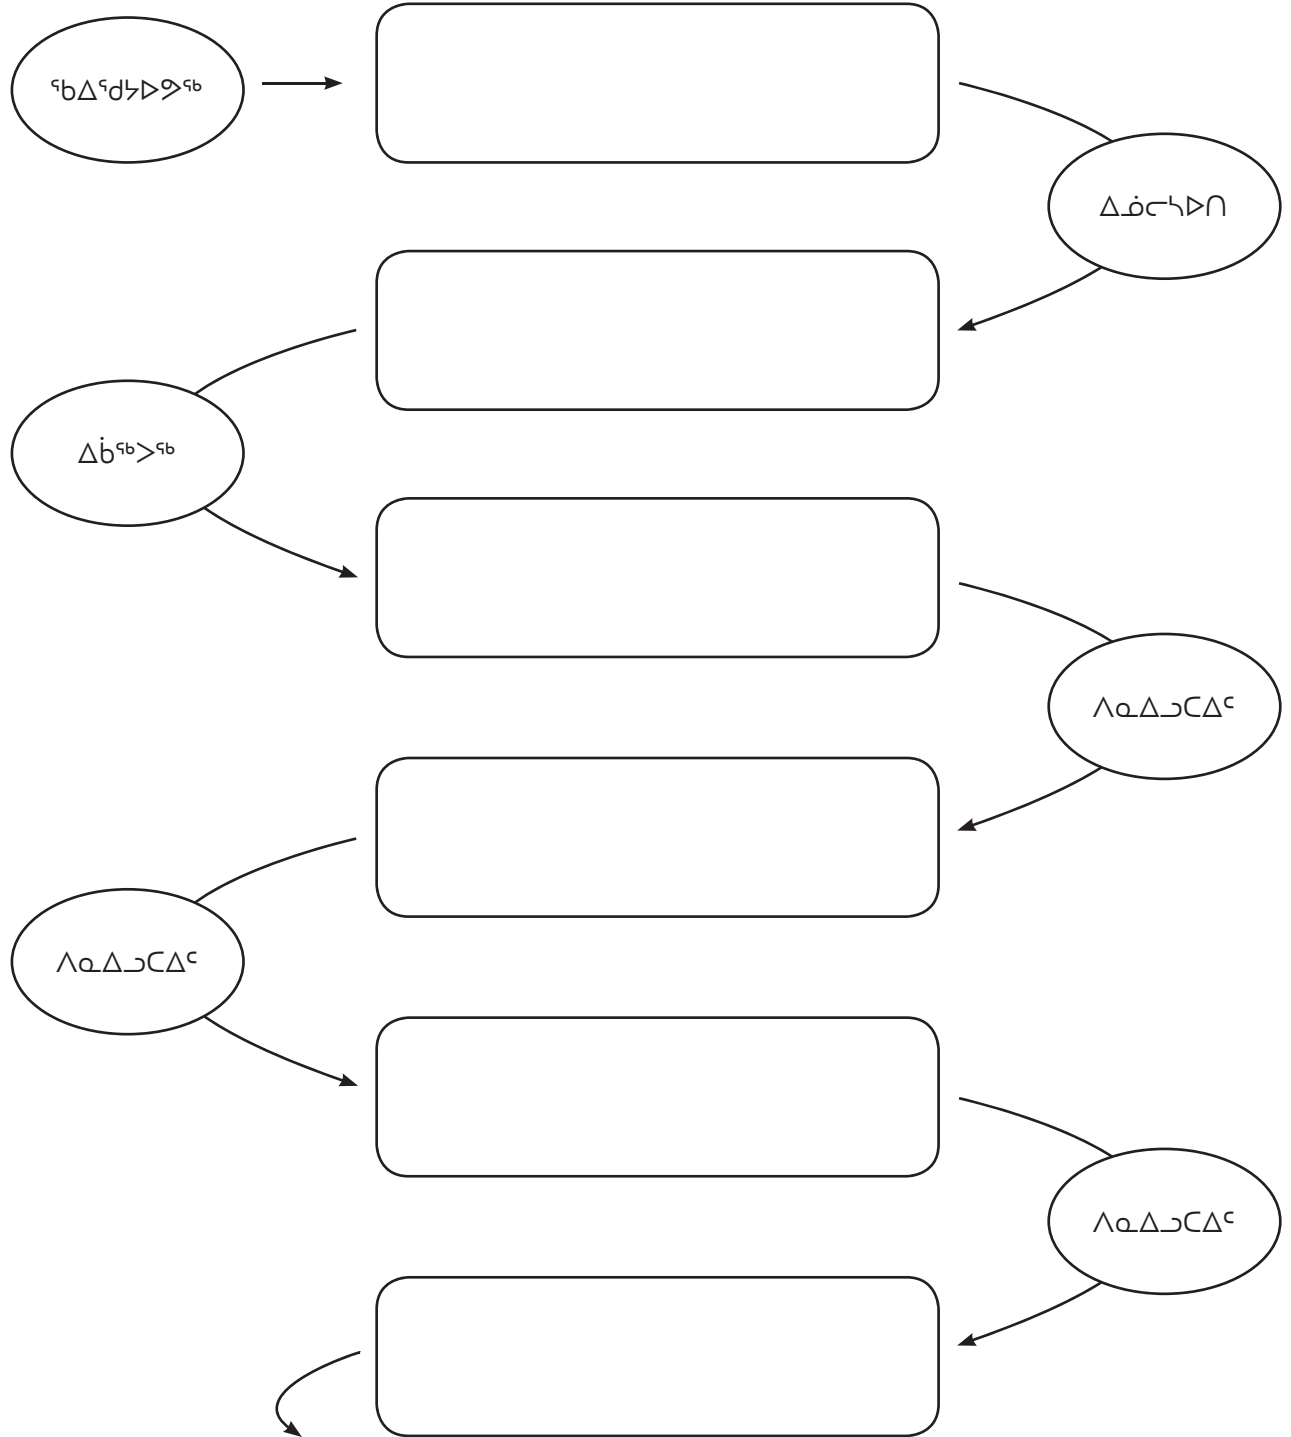 ᖃᐃᖁᔭᐅᕗᖅ
ᐃᓅᓕᓴᐅᑎ
ᐃᑳᖅᐳᖅ
ᐱᓇᐃᓗᑕᐃᑦ
ᐱᓇᐃᓗᑕᐃᑦ
ᐱᓇᐃᓗᑕᐃᑦ